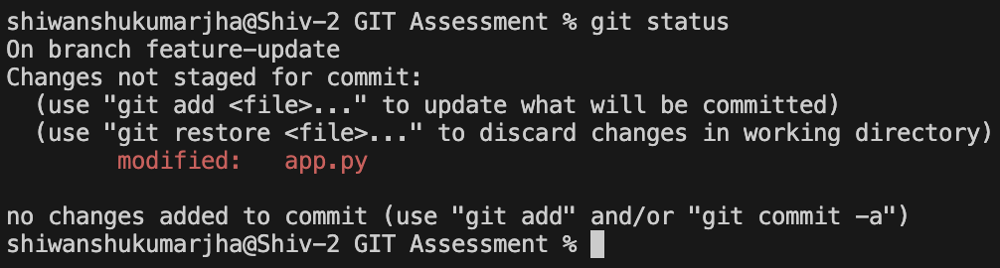 shiwanshukumarjha@Shiv-2 GIT Assessment % git status
On branch feature-update
Changes not staged for commit:
  (use "git add <file>..." to update what will be committed)
  (use "git restore <file>..." to discard changes in working directory)
        modified:   app.py

no changes added to commit (use "git add" and/or "git commit -a")
shiwanshukumarjha@Shiv-2 GIT Assessment %